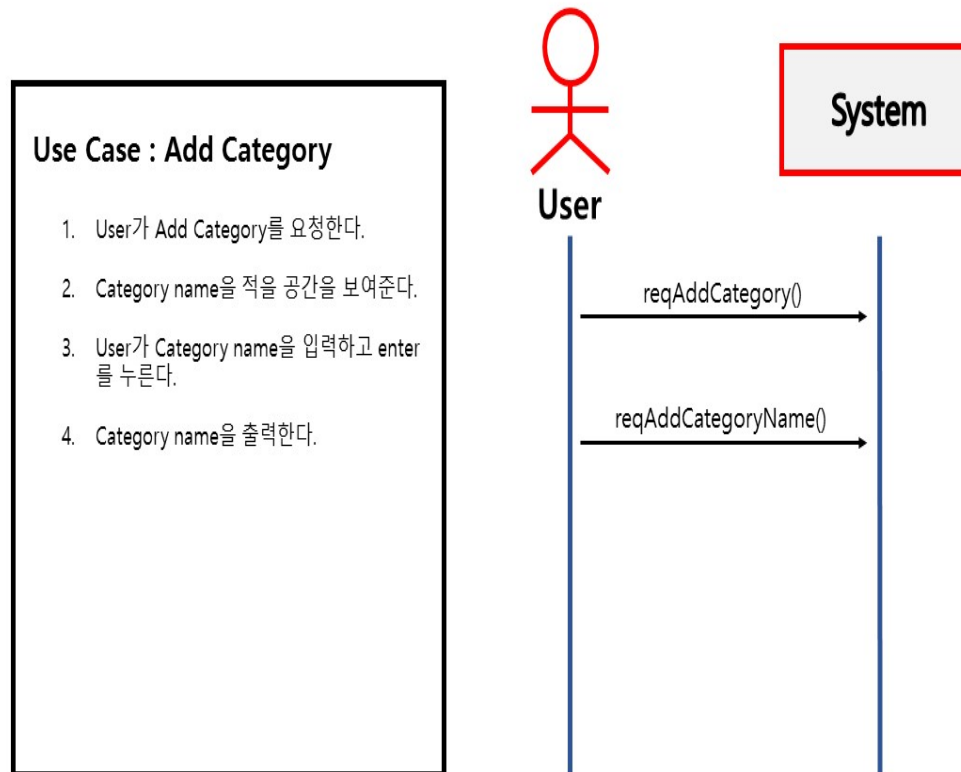 Use Case : Add Category
1. User가 Add Category를 요청한다.
2. Category name을 적을 공간을 보여준다.
3. User가 Category name을 입력하고 enter
를 누른다.
4. Category name을 출력한다.
User
System
reqAddCategory()
reqAddCategoryName()